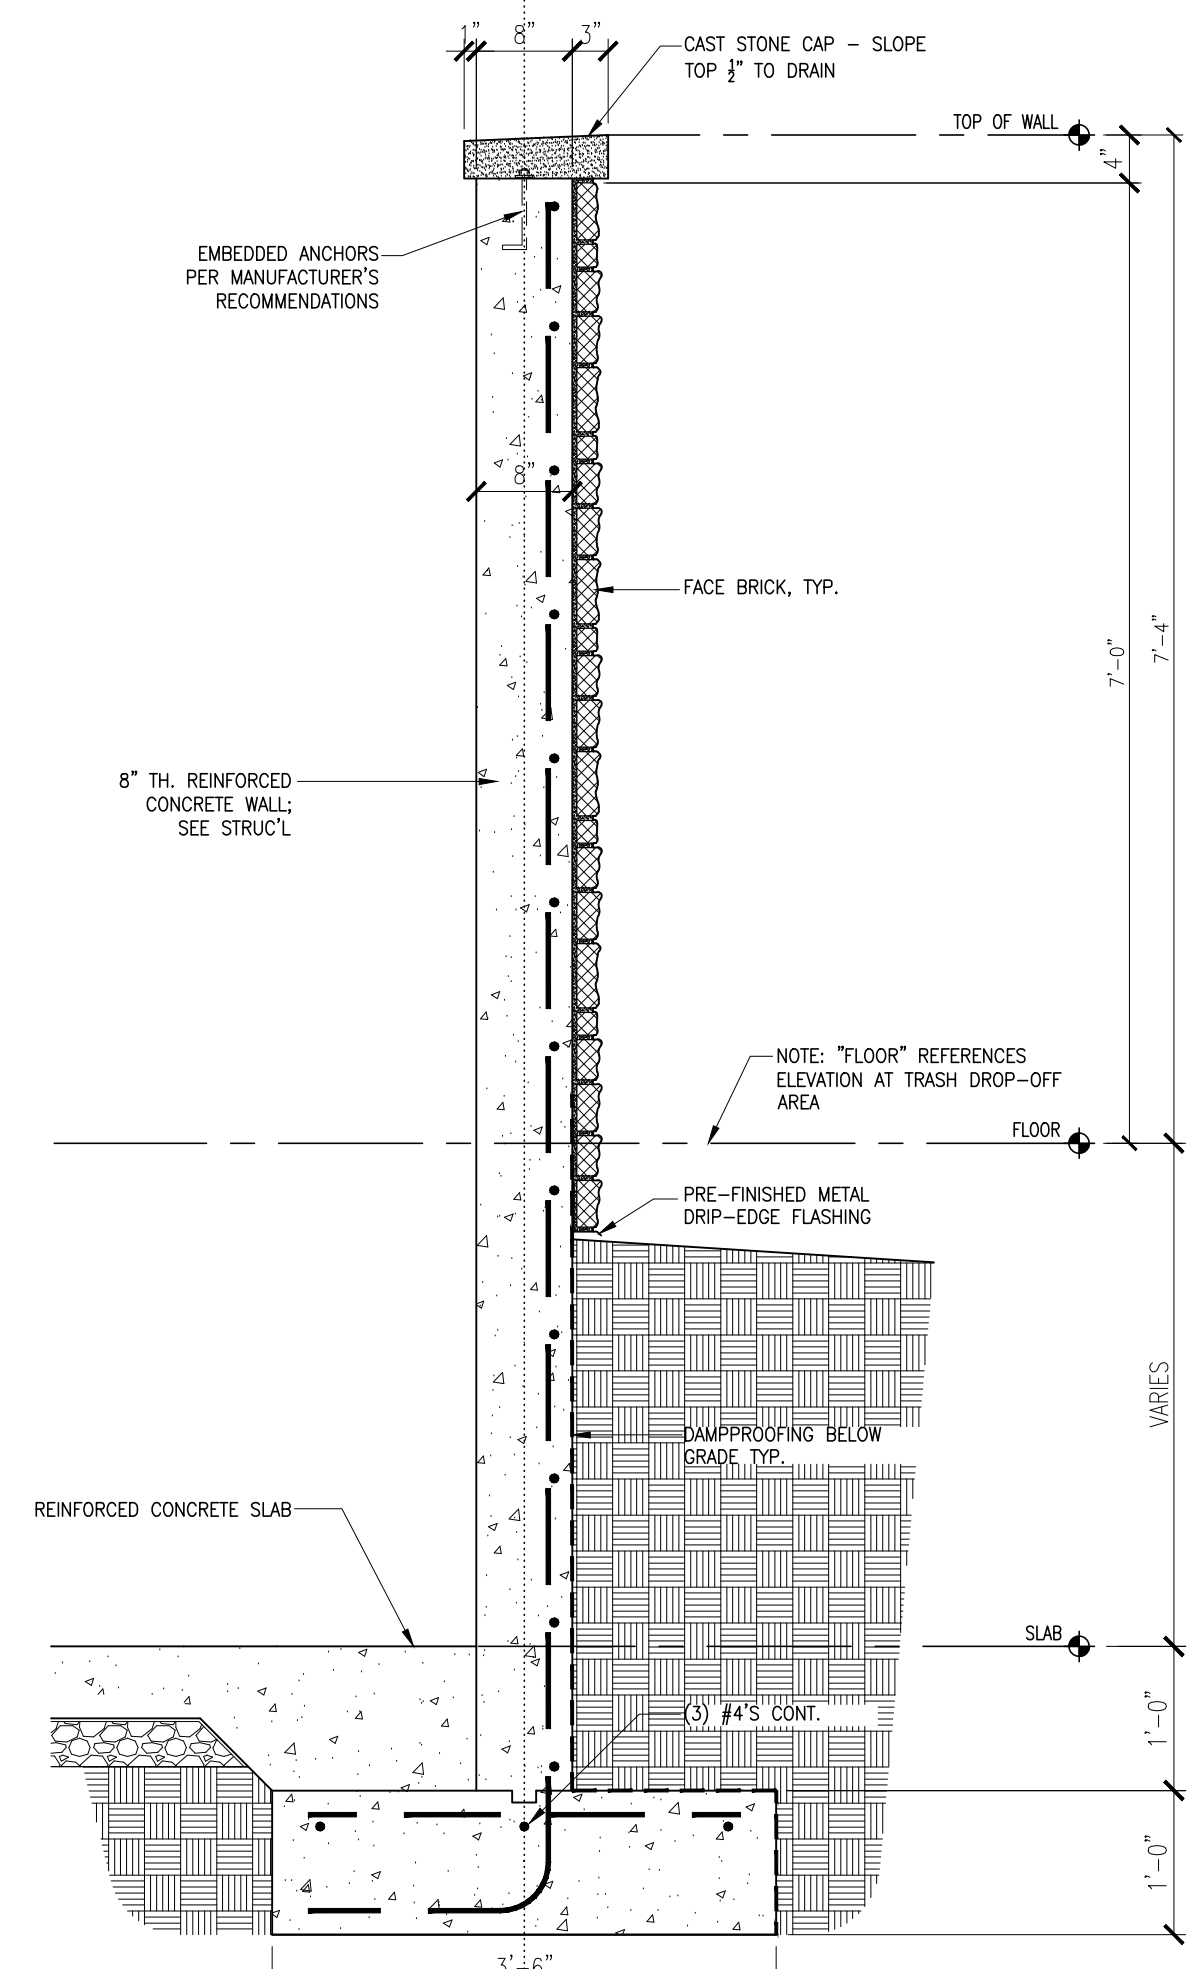 1" 8" 3"
CAST STONE CAP - SLOPE
TOP ½" TO DRAIN
TOP OF WALL
4"
EMBEDDED ANCHORS
PER MANUFACTURER'S
RECOMMENDATIONS
8"
FACE BRICK, TYP.
7'-0"
7'-4"
8" TH. REINFORCED
CONCRETE WALL;
SEE STRUC'L
NOTE: "FLOOR" REFERENCES
ELEVATION AT TRASH DROP-OFF
AREA
FLOOR
PRE-FINISHED METAL
DRIP-EDGE FLASHING
VARIES
DAMPPROOFING BELOW
GRADE TYP.
REINFORCED CONCRETE SLAB
SLAB
(3) #4'S CONT.
1'-0"
1'-0"
3'-6"